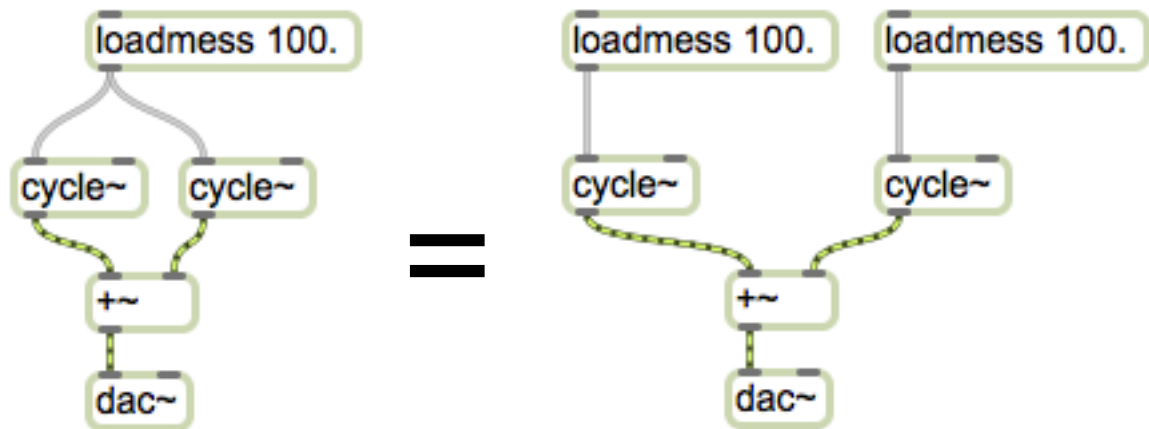 loadmess 100.
cycle~ cycle~
+~
dac~
=
loadmess 100. loadmess 100.
cycle~ cycle~
+~
dac~